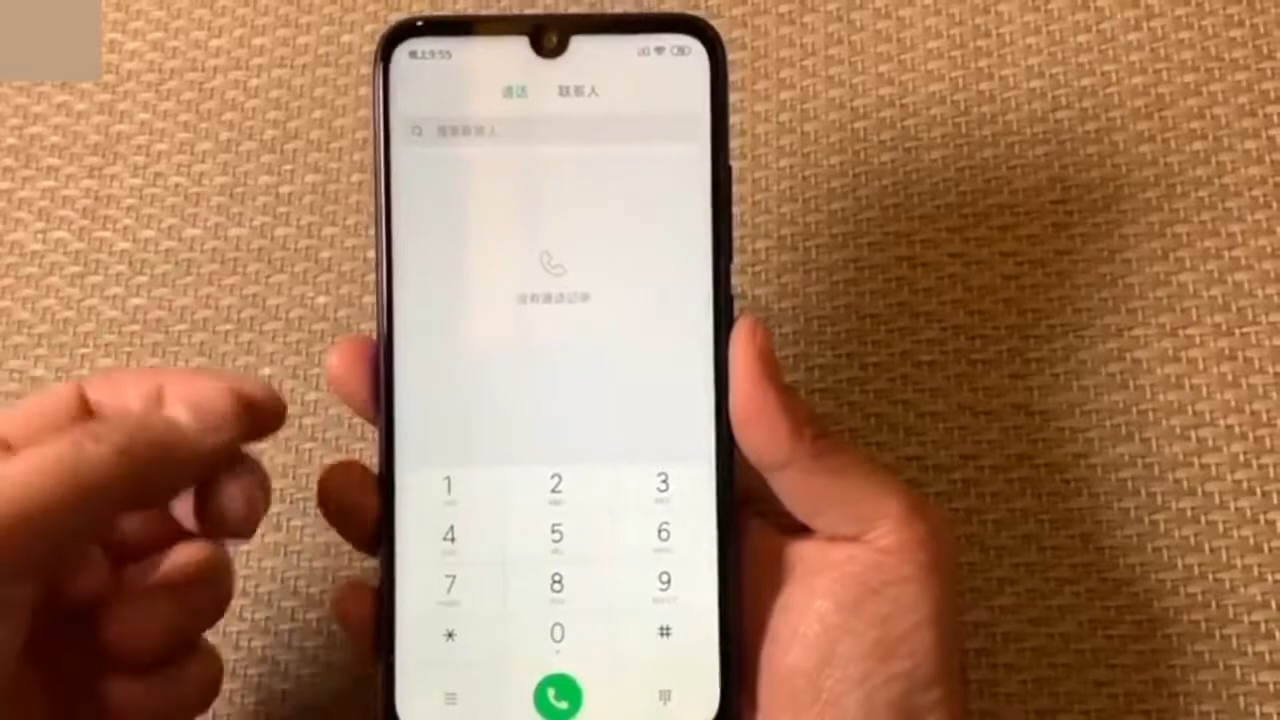 晚上9:55
通话 联系人
搜索联系人
没有通话记录
1 2 3
4 5 6
7 8 9
* 0 #